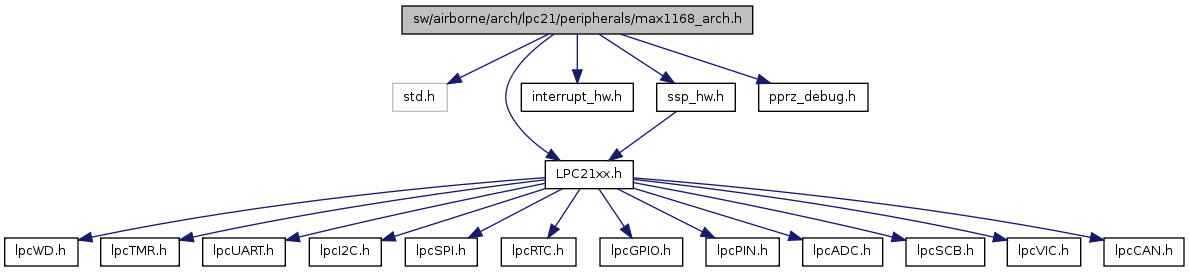 sw/airborne/arch/lpc21/peripherals/max1168_arch.h
std.h
interrupt_hw.h
ssp_hw.h
pprz_debug.h
LPC21xx.h
lpcWD.h
lpcTMR.h
lpcUART.h
lpcI2C.h
lpcSPI.h
lpcRTC.h
lpcGPIO.h
lpcPIN.h
lpcADC.h
lpcSCB.h
lpcVIC.h
lpcCAN.h